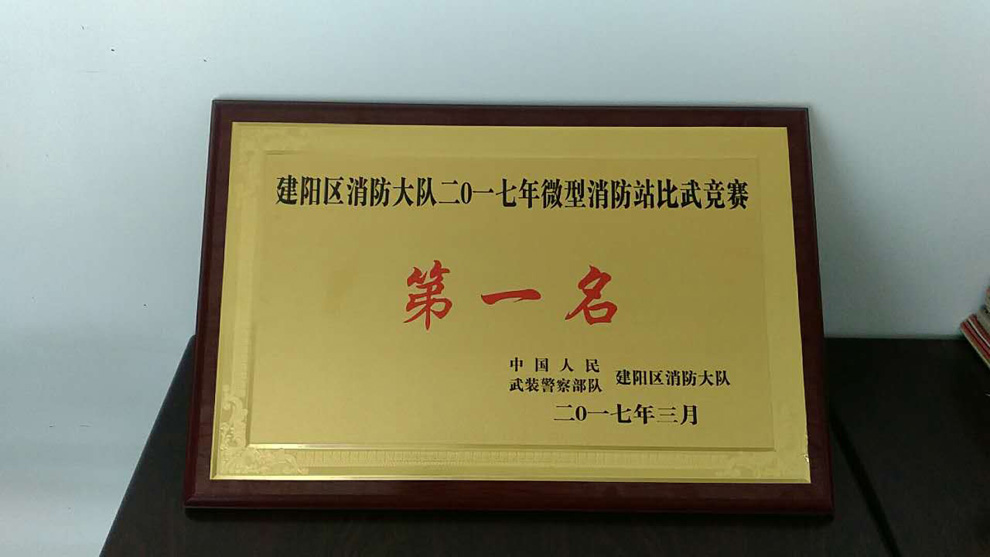 建阳区消防大队二0一七年微型消防站比武竞赛
第一名
中国人民
武装警察部队 建阳区消防大队
二0一七年三月